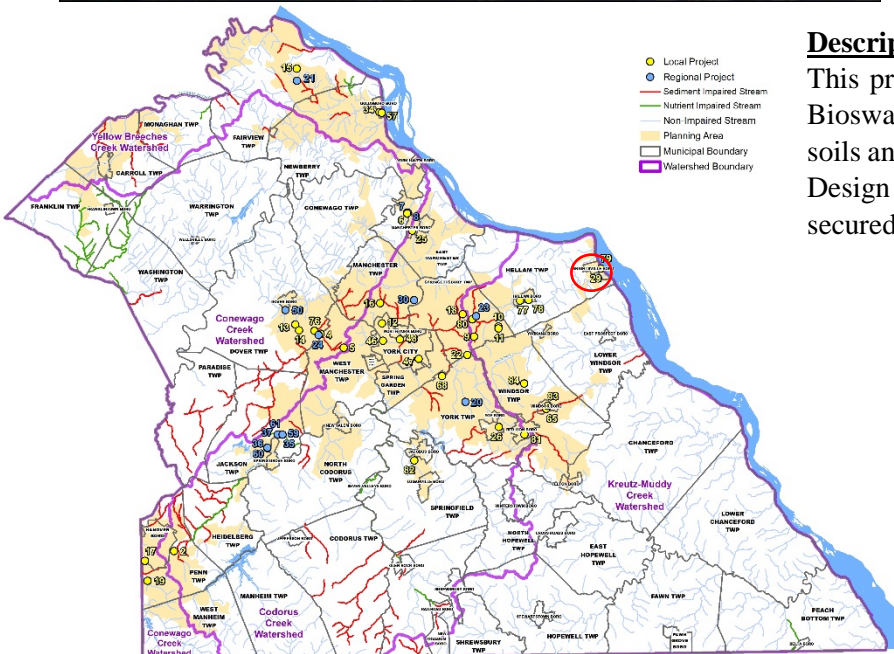 Descrip
This pr
Bioswa
soils an
Design
secured
Local Project
Regional Project
Sediment Impaired Stream
Nutrient Impaired Stream
Non-Impaired Stream
Planning Area
Municipal Boundary
Watershed Boundary
15
21
57
MONAGHAN TWP
Yellow Breeches
Creek Watershed
FAIRVIEW
TWP
CARROLL TWP
NEWBERRY
TWP
FRANKLIN TWP
WARRINGTON
TWP
CONEWAGO TWP
7
6
25
WASHINGTON
TWP
MANCHESTER
TWP
HELLAM TWP
79
29
Conewago
Creek
Watershed
DOVER TWP
50
13
14
76
4
24
5
16
30
12
46
48
47
YORK CITY
18
60
23
9
40
11
77
78
22
EAST PROSPECT BORO
LOWER
WINDSOR
TWP
PARADISE
TWP
WEST
MANCHESTER
TWP
SPRING
GARDEN
TWP
68
84
WINDSOR
TWP
83
65
20
YORK TWP
26
81
61
37
59
36
35
JACKSON
TWP
NORTH
CODORUS
TWP
82
CHANCEFORD
TWP
Kreutz-Muddy
Creek
Watershed
SPRINGFIELD
TWP
LOWER
CHANCEFORD
TWP
HEIDELBERG
TWP
CODORUS TWP
NORTH
HOPEWELL
TWP
EAST
HOPEWELL
TWP
17
2
19
PENN
TWP
MANHEIM TWP
WEST
MANHEIM
TWP
Codorus
Creek
Watershed
FAWN TWP
PEACH
BOTTOM TWP
Conewago
Creek
Watershed
SHREWSBURY
TWP
HOPEWELL TWP